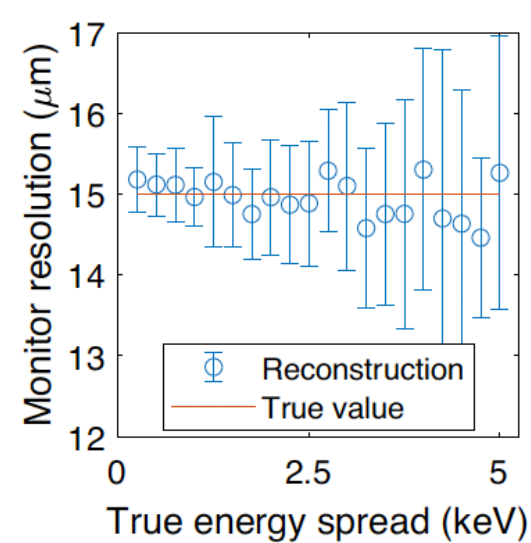 17
16
15
14
13
12
Monitor resolution (μm)
Reconstruction
True value
0
2.5
5
True energy spread (keV)